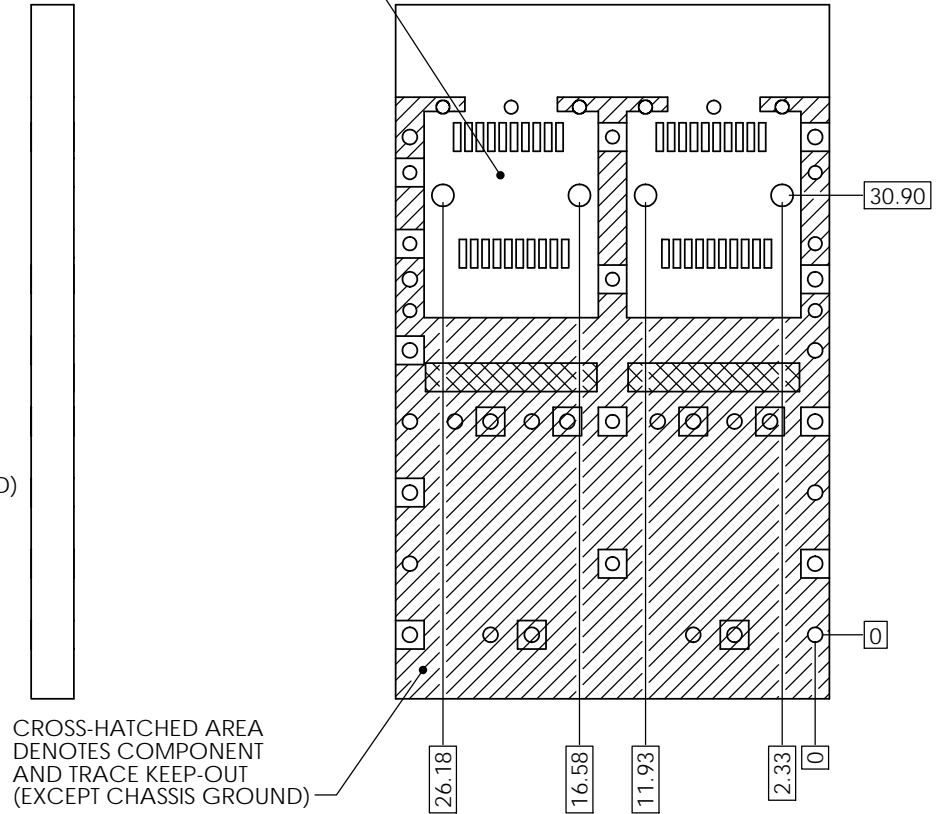 30.90
D)
0
CROSS-HATCHED AREA
DENOTES COMPONENT
AND TRACE KEEP-OUT
(EXCEPT CHASSIS GROUND)
26.18
16.58
11.93
2.33
0